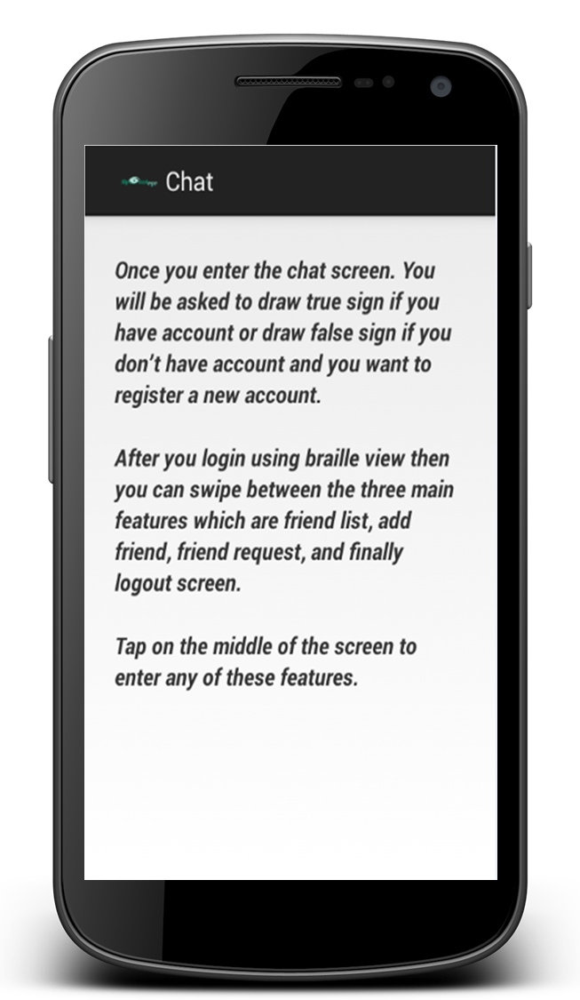 Chat
Once you enter the chat screen. You
will be asked to draw true sign if you
have account or draw false sign if you
don't have account and you want to
register a new account.
After you login using braille view then
you can swipe between the three main
features which are friend list, add
friend, friend request, and finally
logout screen.
Tap on the middle of the screen to
enter any of these features.